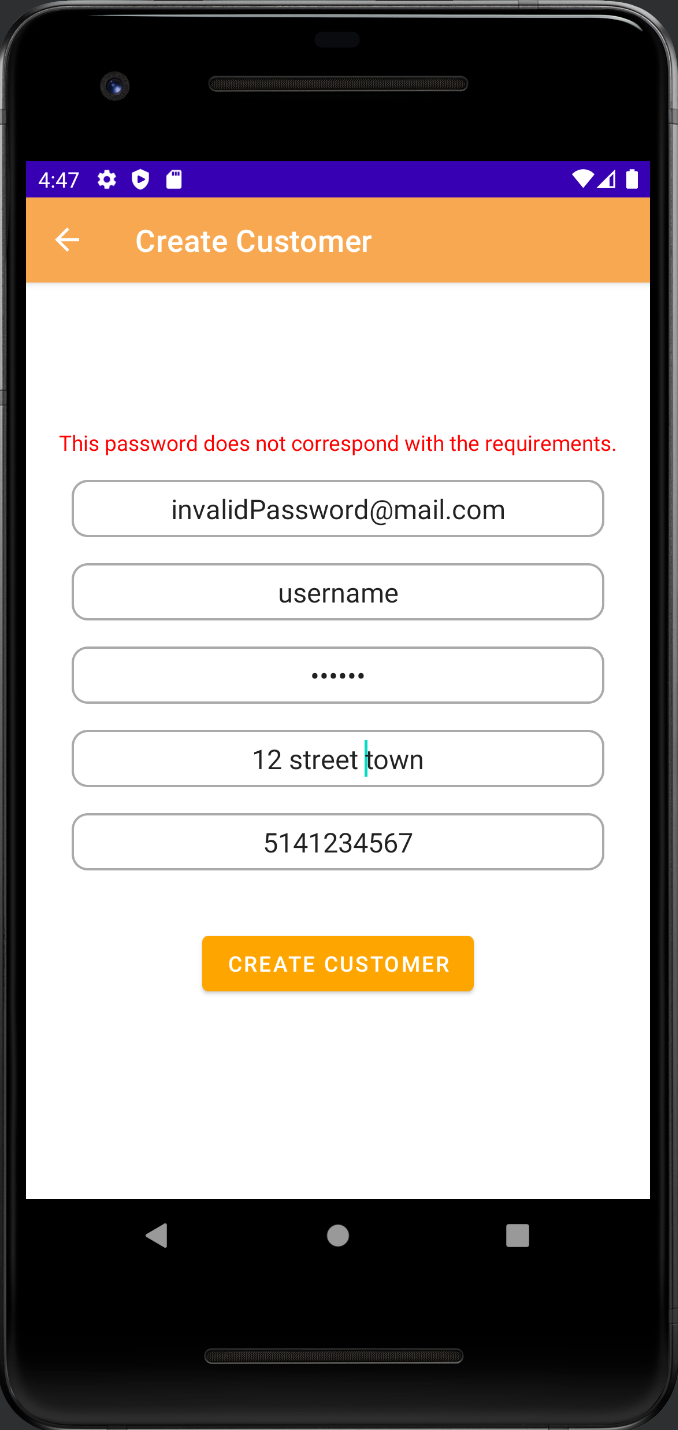 4:47
Create Customer
This password does not correspond with the requirements.
invalidPassword@mail.com
username
••••••
12 street town
5141234567
CREATE CUSTOMER